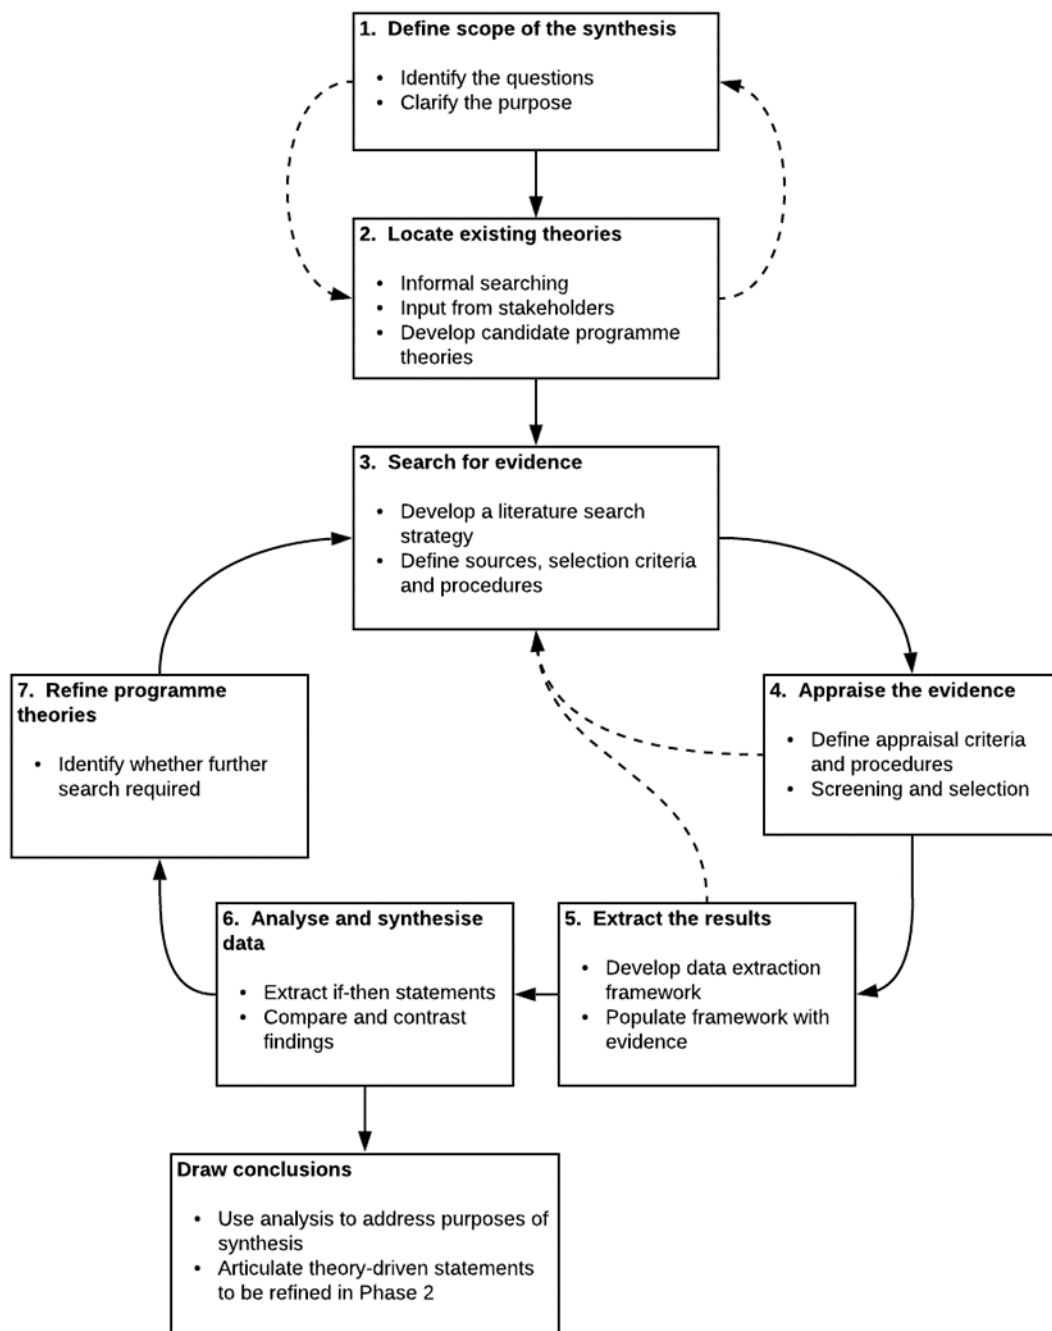 1.  Define scope of the synthesis
• Identify the questions
• Clarify the purpose
2.  Locate existing theories
• Informal searching
• Input from stakeholders
• Develop candidate programme
theories
3.  Search for evidence
• Develop a literature search
strategy
• Define sources, selection criteria
and procedures
4.  Appraise the evidence
• Define appraisal criteria
and procedures
• Screening and selection
5.  Extract the results
• Develop data extraction
framework
• Populate framework with
evidence
6.  Analyse and synthesise
data
• Extract if-then statements
• Compare and contrast
findings
7.  Refine programme
theories
• Identify whether further
search required
Draw conclusions
• Use analysis to address purposes of
synthesis
• Articulate theory-driven statements
to be refined in Phase 2